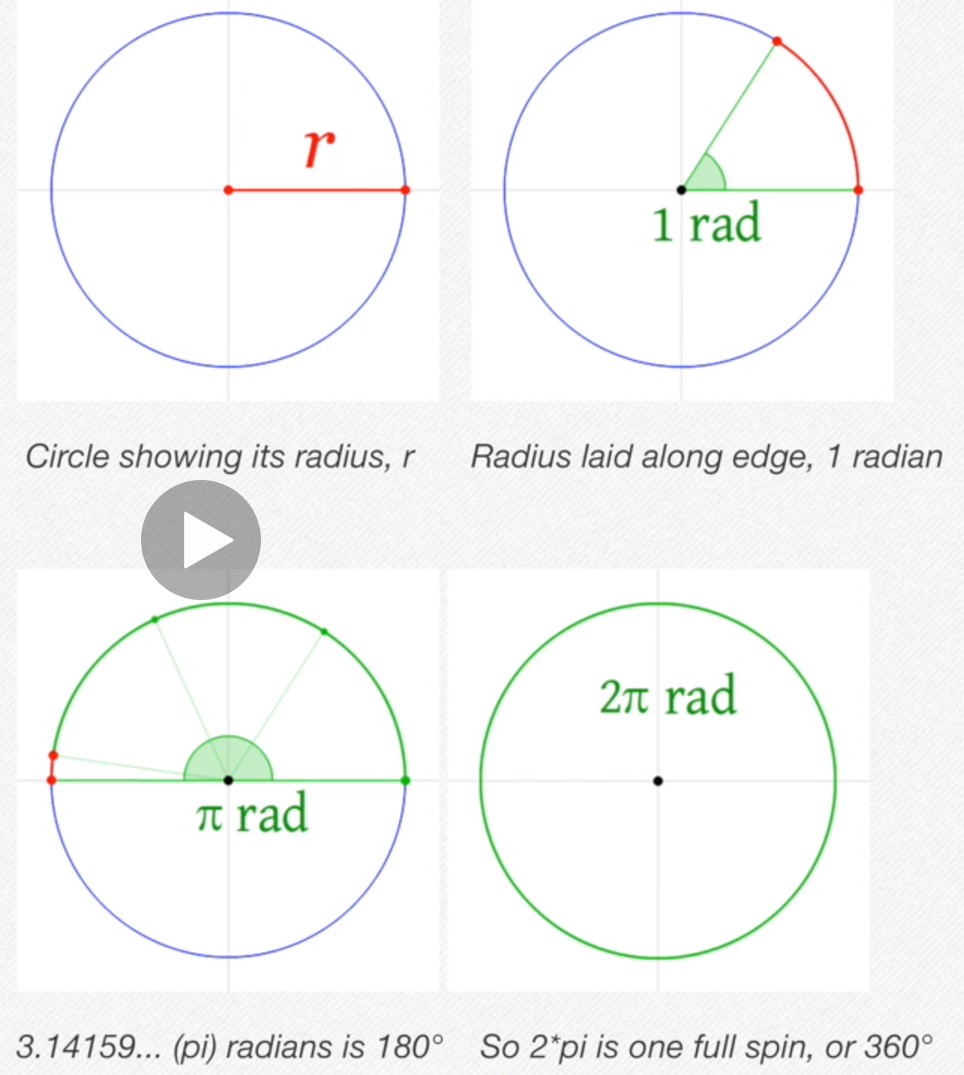 r
1 rad
Circle showing its radius, r
Radius laid along edge, 1 radian
π rad
2π rad
3.14159... (pi) radians is 180°
So 2*pi is one full spin, or 360°